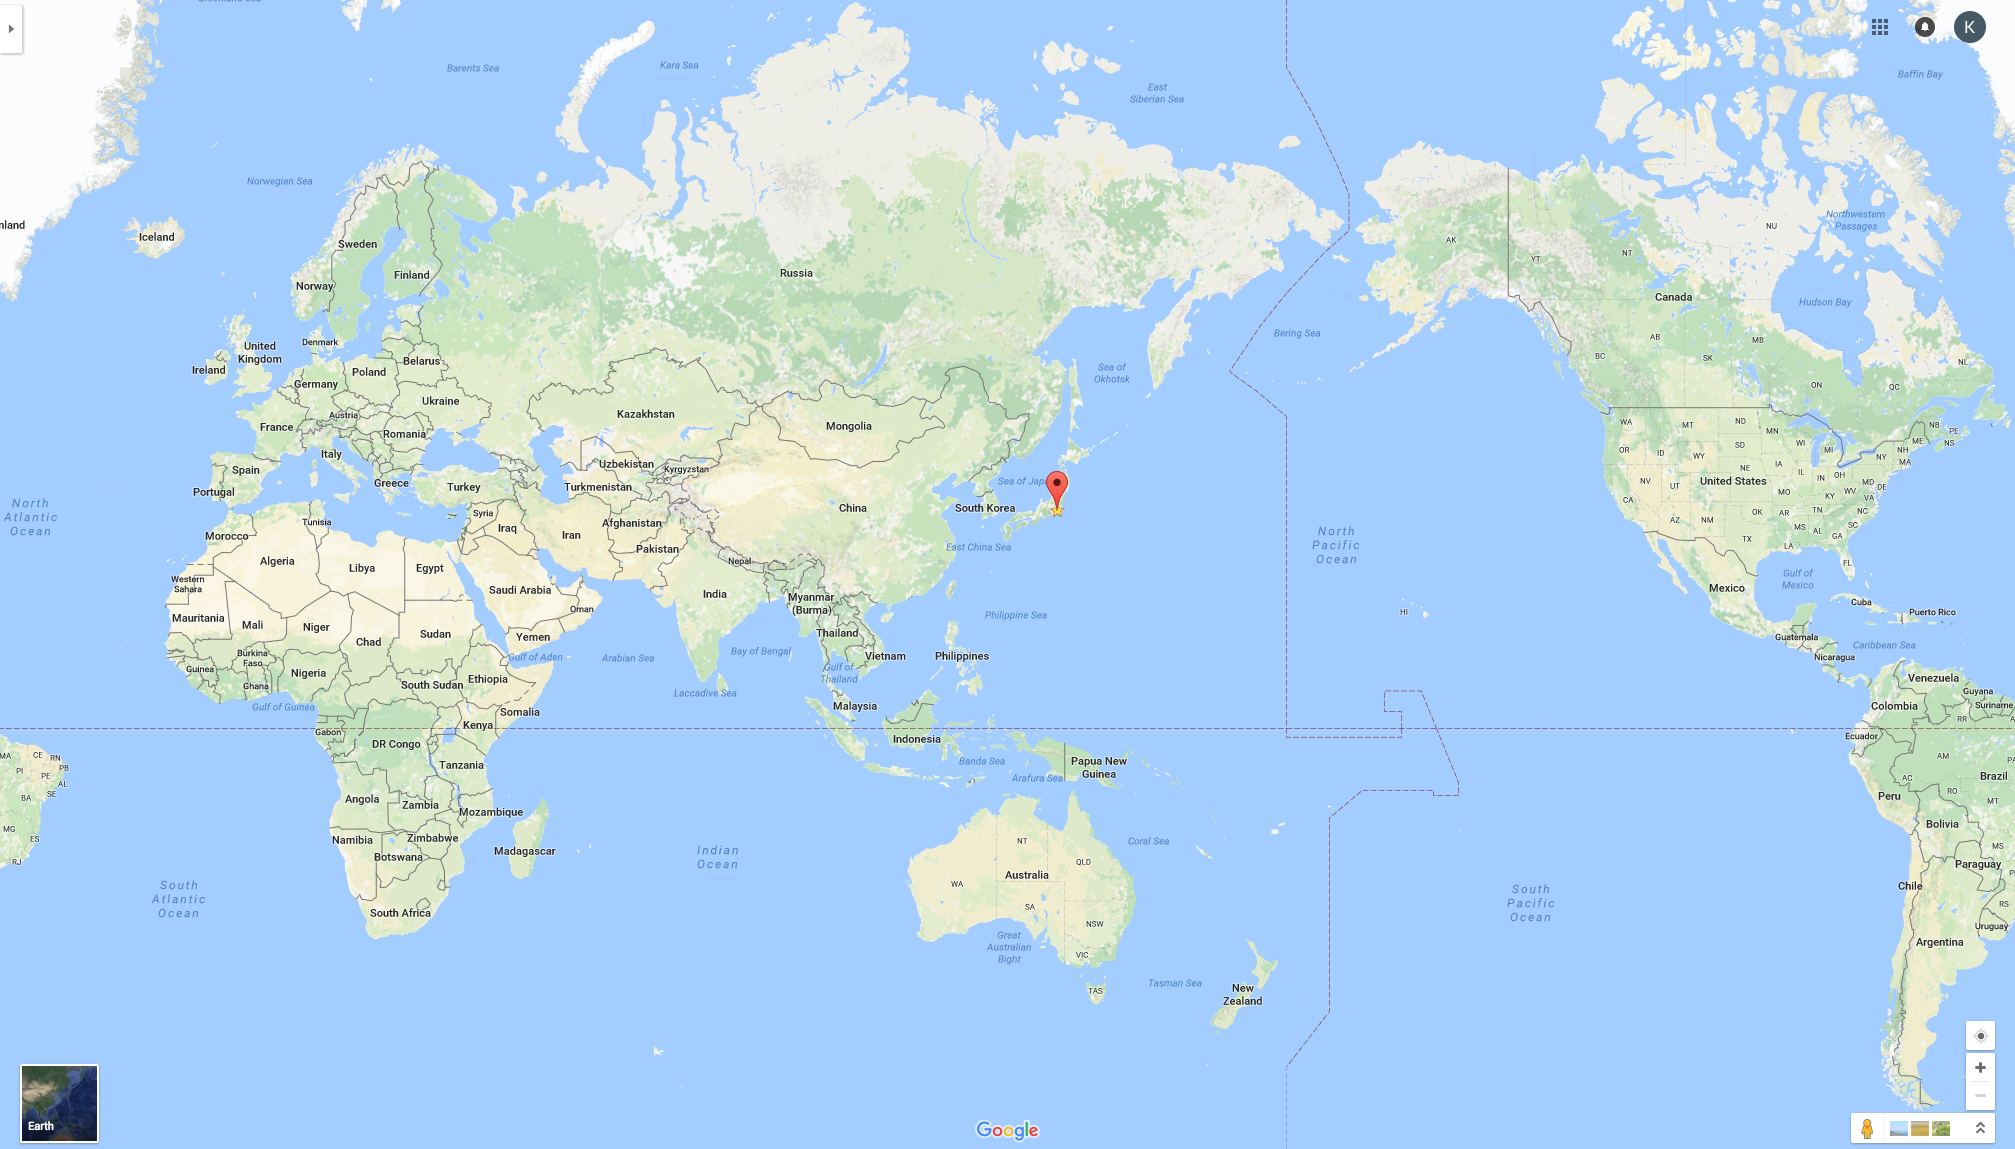 Greenland Sea
Barents Sea
Kara Sea
East
Siberian Sea
Baffin Bay
K
Norwegian Sea
nland
Iceland
Sweden
Finland
Norway
Russia
AK
YT
NT
NU
Northwestern
Passages
Canada
Hudson Bay
Bering Sea
Sea of
Okhotsk
United
Kingdom
Ireland
Denmark
Belarus
Poland
Germany
Ukraine
Austria
France
Romania
Italy
Spain
Portugal
Greece
Turkey
Kazakhstan
Mongolia
Uzbekistan
Kyrgyzstan
Turkmenistan
China
South Korea
Sea of Japa
East China Sea
BC
AB
SK
MB
ON
QC
NL
NB
PE
NS
ME
WA
MT
ND
MN
OR
ID
WY
SD
WI
MI
NY
NH
MA
NE
IA
IL
IN
OH
NV
UT
United States
MO
KY
WV
MD
DE
VA
CA
AZ
NM
OK
AR
TN
NC
SC
MS
AL
GA
TX
LA
FL
North
Atlantic
Ocean
North
Pacific
Ocean
Gulf of
Mexico
Mexico
Cuba
Puerto Rico
Guatemala
Caribbean Sea
Nicaragua
HI
Tunisia
Morocco
Algeria
Libya
Egypt
Syria
Iraq
Iran
Afghanistan
Pakistan
Nepal
India
Western
Sahara
Mauritania
Mali
Niger
Chad
Sudan
Saudi Arabia
Oman
Yemen
Gulf of Aden
Arabian Sea
Bay of Bengal
Laccadive Sea
Myanmar
(Burma)
Thailand
Vietnam
Gulf of
Thailand
Philippine Sea
Philippines
Malaysia
Indonesia
Burkina
Faso
Guinea
Ghana
Nigeria
Gulf of Guinea
South Sudan
Ethiopia
Somalia
Kenya
Gabon
DR Congo
Tanzania
Angola
Zambia
Mozambique
Namibia
Zimbabwe
Botswana
Madagascar
South Africa
Banda Sea
Arafura Sea
Papua New
Guinea
Venezuela
Guyana
Suriname
Colombia
RR
Ecuador
AM
PA
Brazil
AC
RO
MT
Peru
Bolivia
MS
Paraguay
Chile
RS
Uruguay
Argentina
MA
CE
RN
PI
PB
PE
AL
BA
SE
MG
ES
RJ
South
Atlantic
Ocean
Indian
Ocean
Coral Sea
NT
QLD
WA
Australia
SA
NSW
VIC
TAS
Great
Australian
Bight
Tasman Sea
New
Zealand
South
Pacific
Ocean
Earth
Google